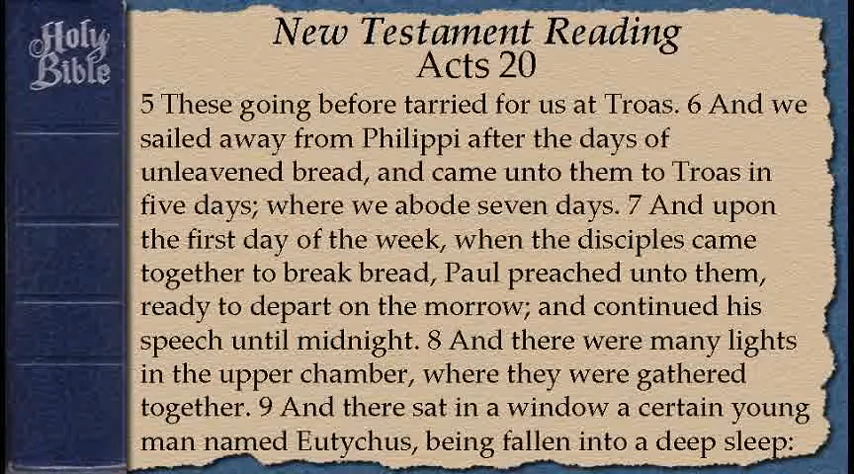 Holy
Bible
New Testament Reading
Acts 20
5 These going before tarried for us at Troas. 6 And we
sailed away from Philippi after the days of
unleavened bread, and came unto them to Troas in
five days; where we abode seven days. 7 And upon
the first day of the week, when the disciples came
together to break bread, Paul preached unto them,
ready to depart on the morrow; and continued his
speech until midnight. 8 And there were many lights
in the upper chamber, where they were gathered
together. 9 And there sat in a window a certain young
man named Eutychus, being fallen into a deep sleep: